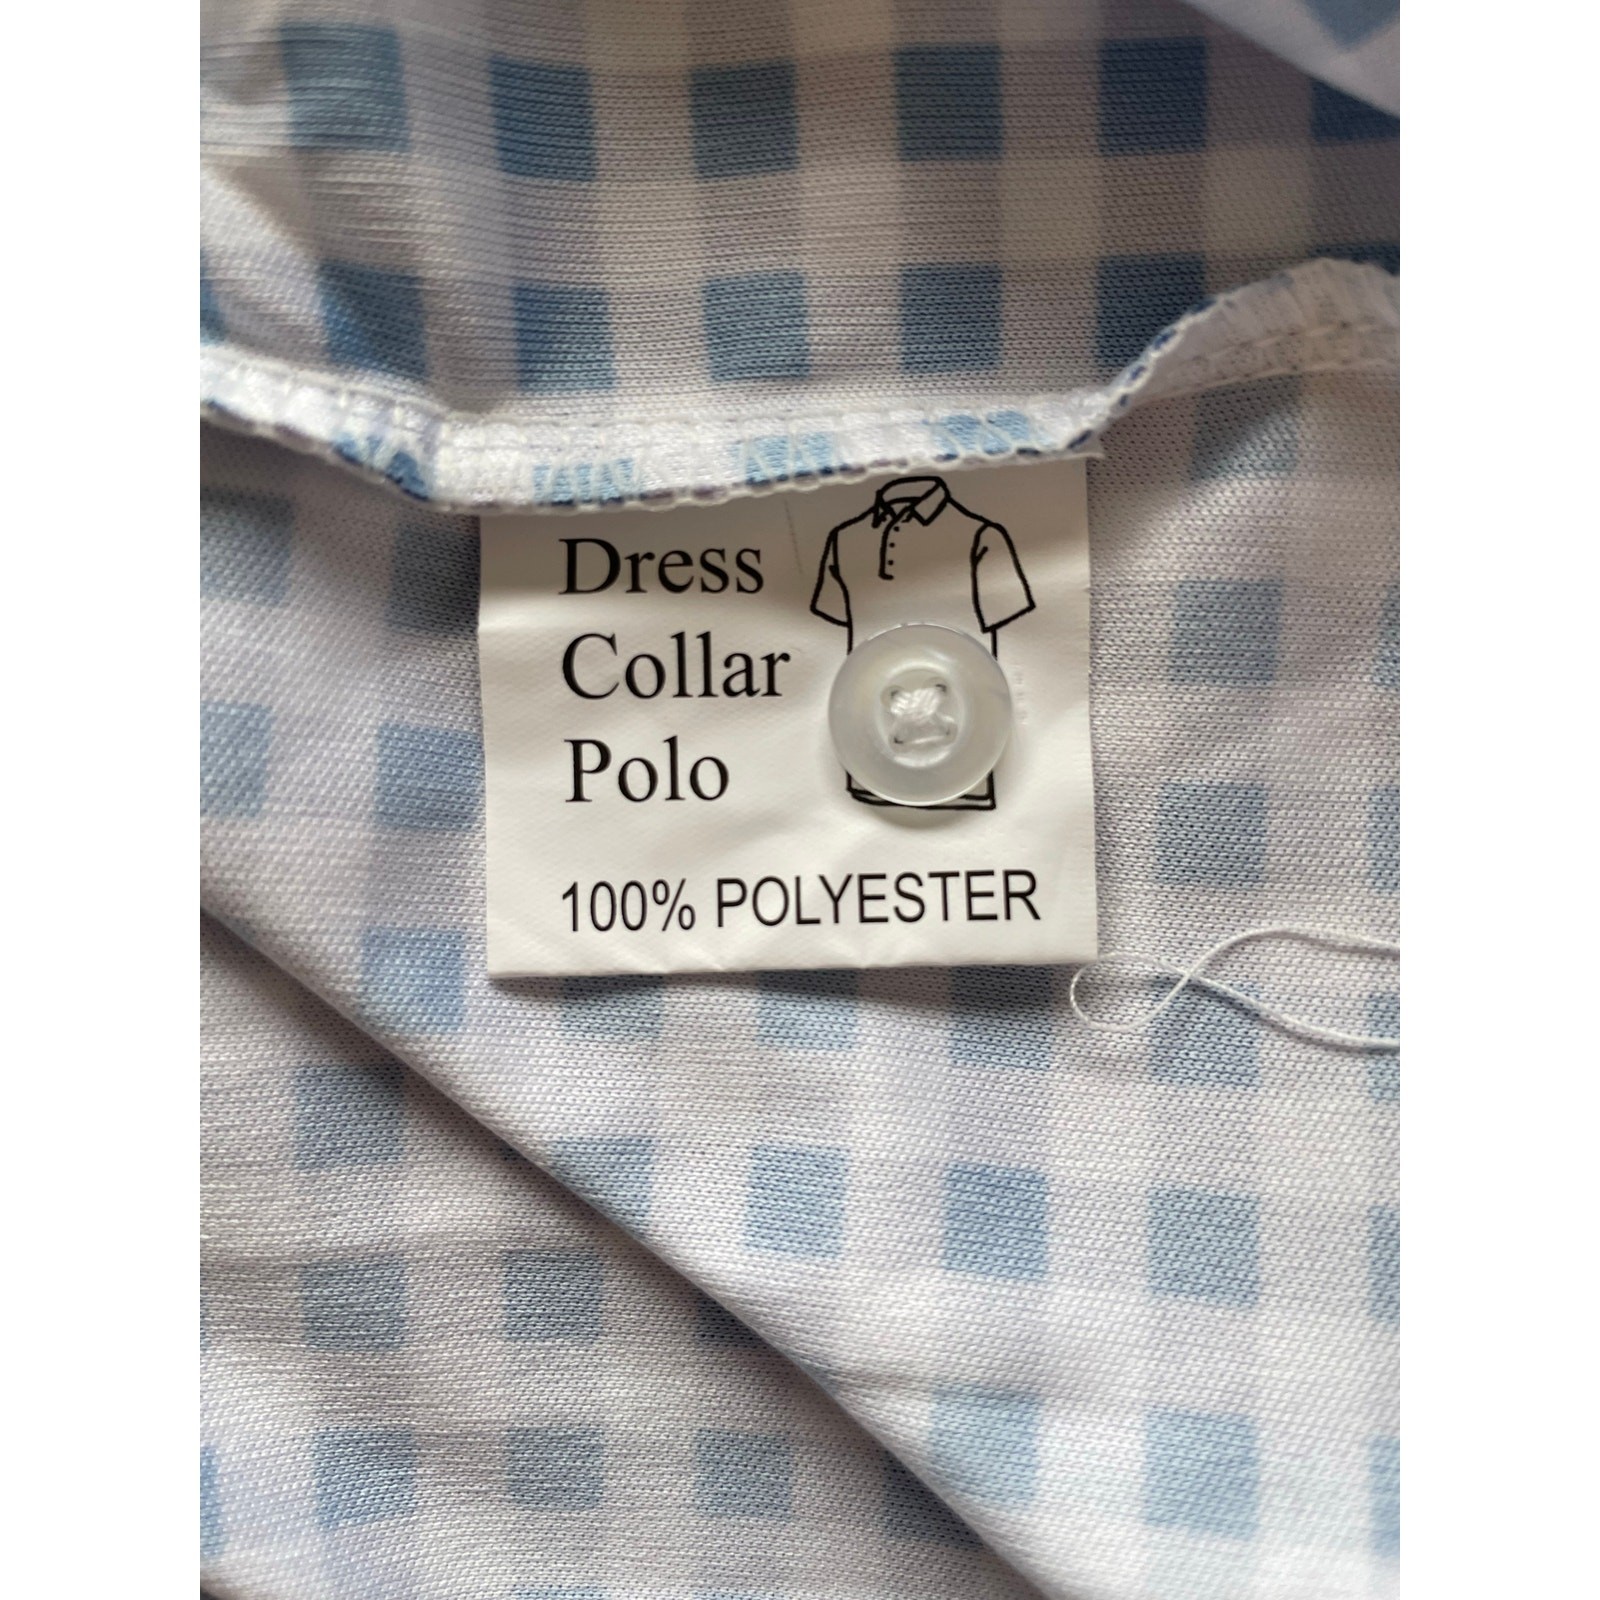 Dress
Collar
Polo
100% POLYESTER